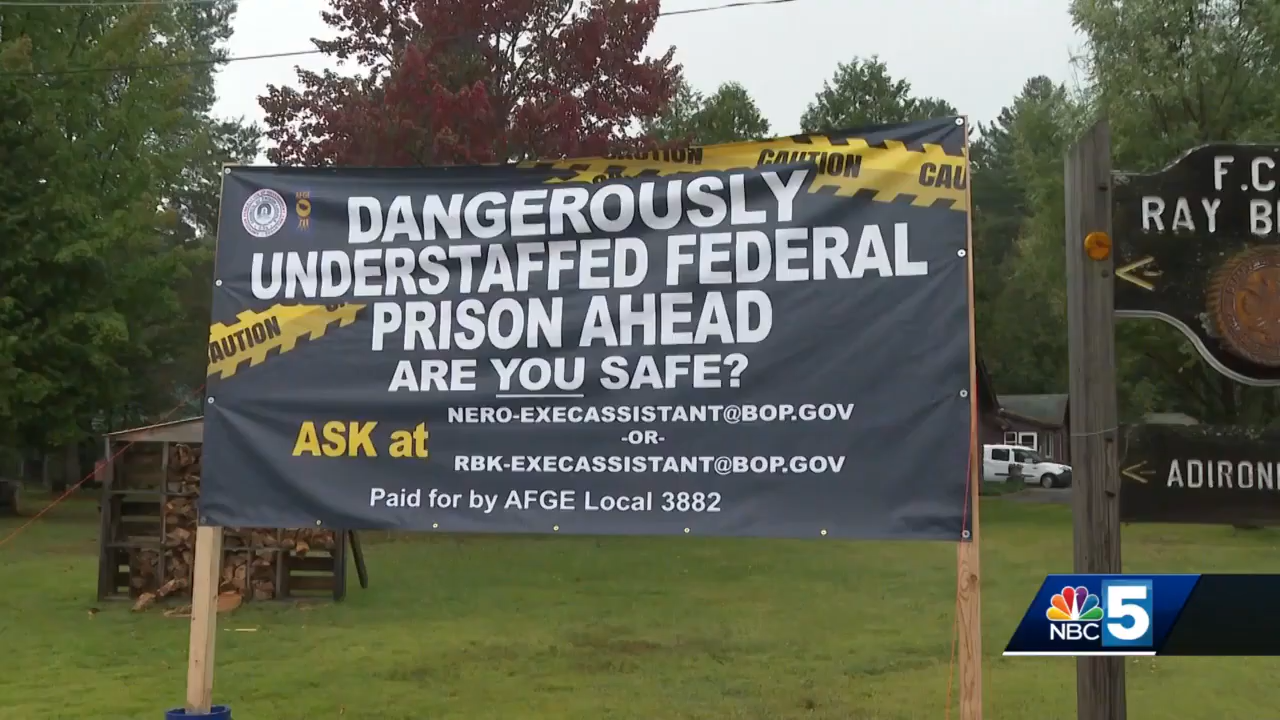 CAUTION
CAUTION
CAU
DANGEROUSLY
UNDERSTAFFED FEDERAL
PRISON AHEAD
AUTION
ARE YOU SAFE?
ASK at
NERO-EXECASSISTANT@BOP.GOV
-OR-
RBK-EXECASSISTANT@BOP.GOV
Paid for by AFGE Local 3882
F.C
RAY B
ADIRON
NBC 5